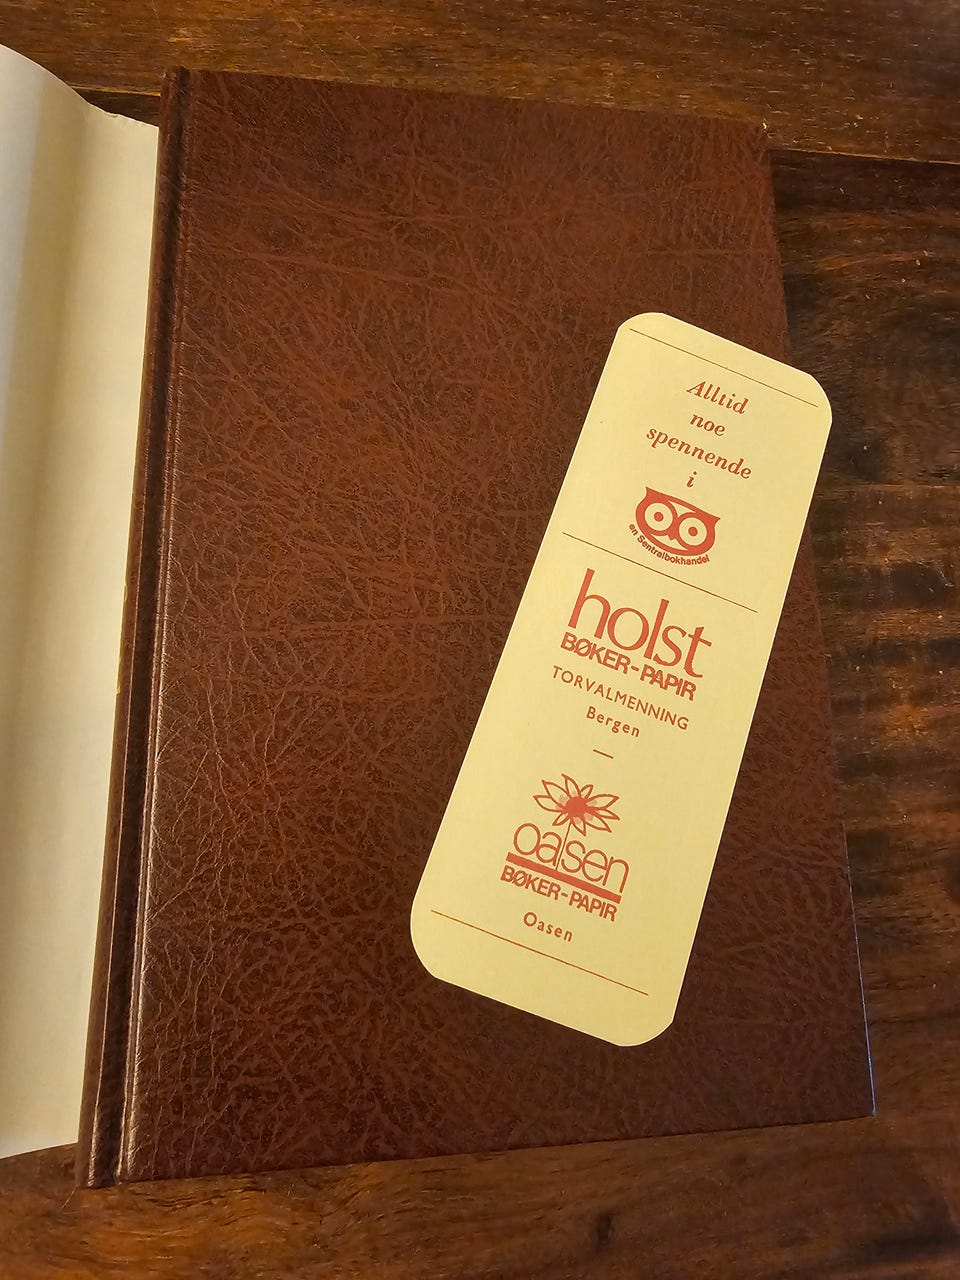 Alltid
noe
spennende
i
en Sentralbokhandel
holst
BØKER-PAPIR
TORVALMENNING
Bergen
—
oasen
BØKER-PAPIR
Oasen